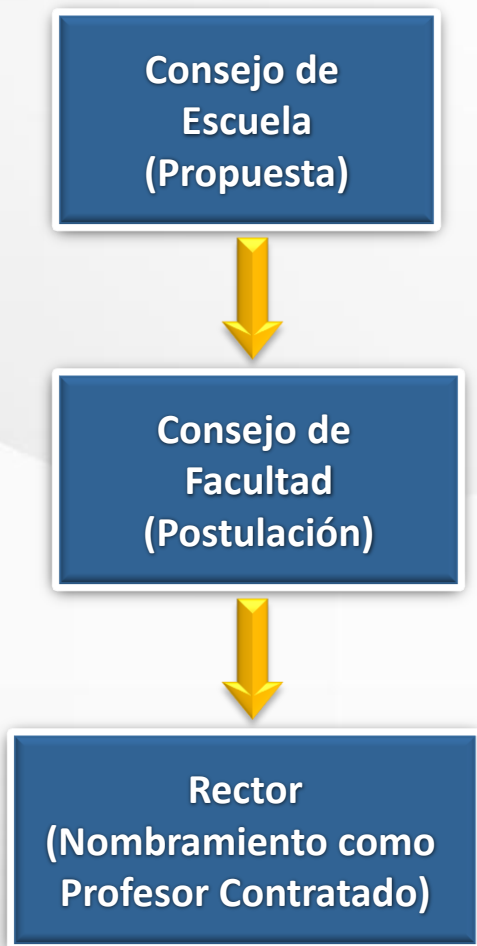 Consejo de
Escuela
(Propuesta)
Consejo de
Facultad
(Postulación)
Rector
(Nombramiento como
Profesor Contratado)